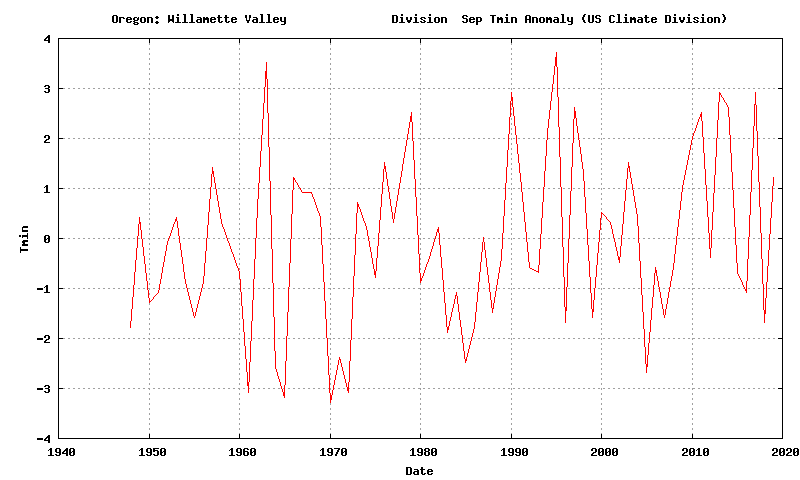 Oregon: Willamette Valley Division Sep Tmin Anomaly (US Climate Division)
4
3
2
1
0
-1
-2
-3
-4
Tmin
1940 1950 1960 1970 1980 1990 2000 2010 2020
Date